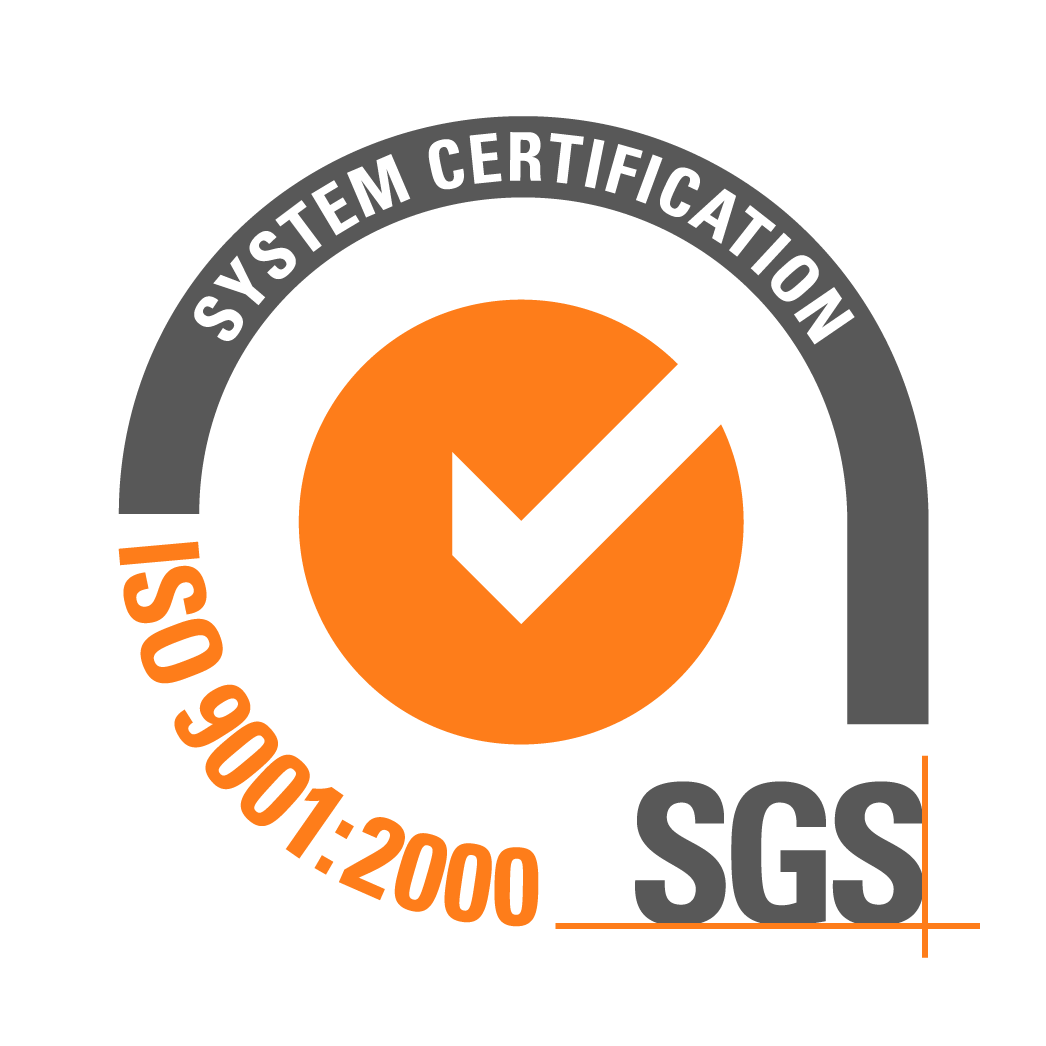 SYSTEM CERTIFICATION
ISO 9001:2000
SGS